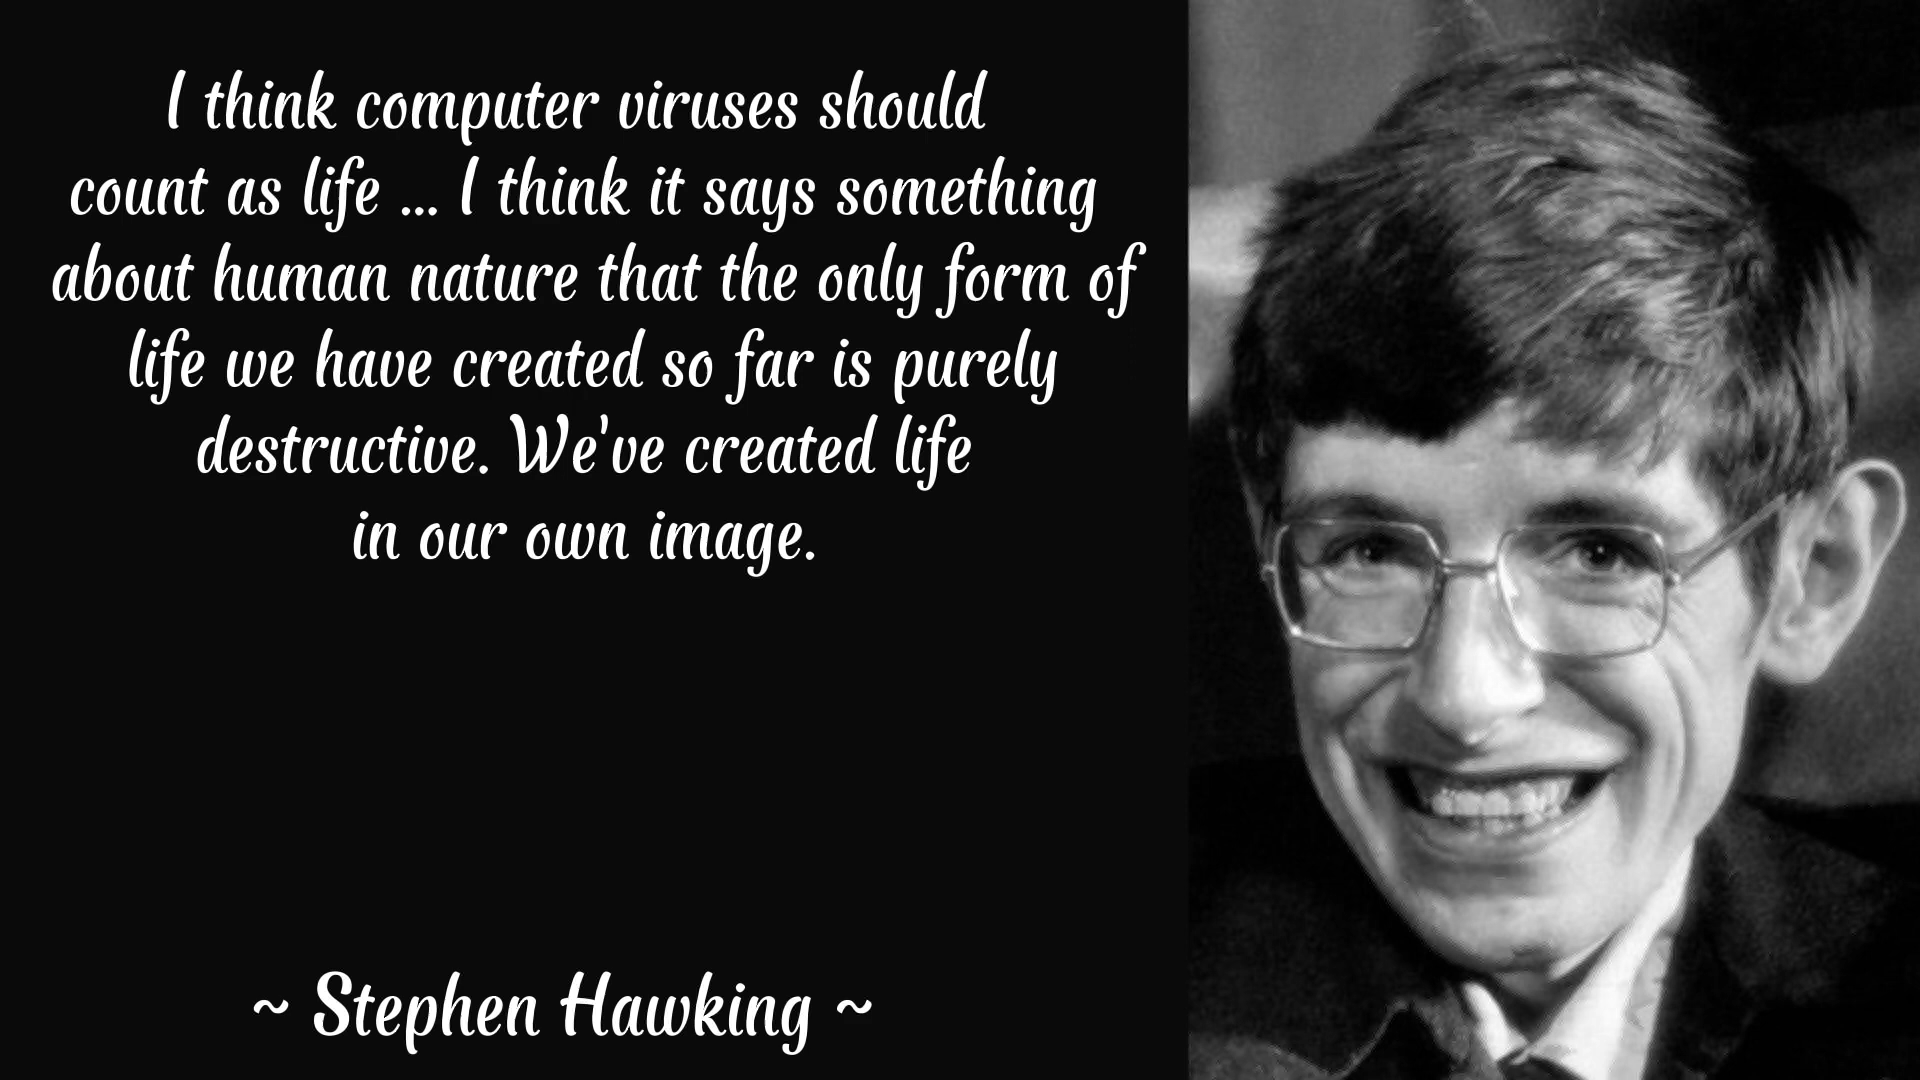 I think computer viruses should
count as life ... I think it says something
about human nature that the only form of
life we have created so far is purely
destructive. We've created life
in our own image.
~ Stephen Hawking ~